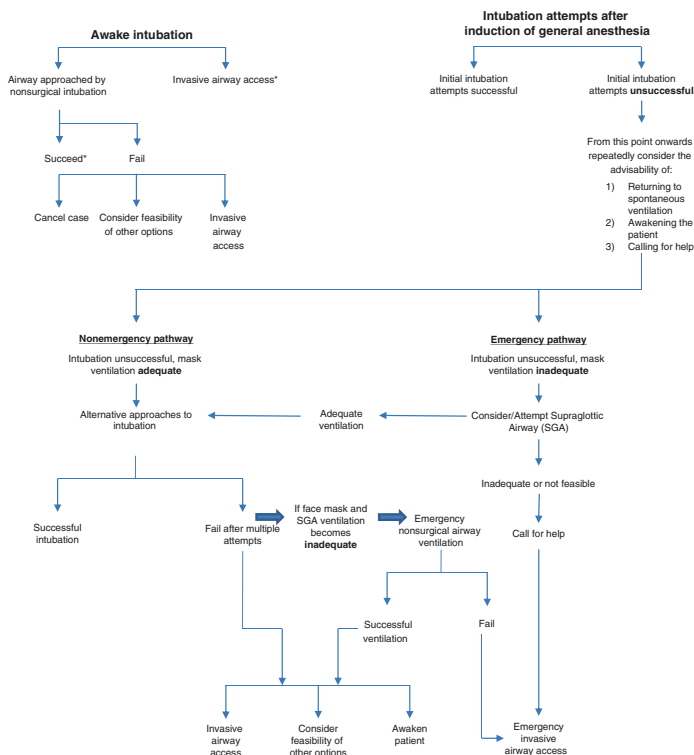 Awake intubation
Intubation attempts after
induction of general anesthesia
Airway approached by
nonsurgical intubation
Invasive airway access*
Initial intubation
attempts successful
Initial intubation
attempts unsuccessful
Succeed*
Fail
From this point onwards
repeatedly consider the
advisability of:
1) Returning to
spontaneous
ventilation
2) Awakening the
patient
3) Calling for help
Cancel case
Consider feasibility
of other options
Invasive
airway
access
Nonemergency pathway
Intubation unsuccessful, mask
ventilation adequate
Emergency pathway
Intubation unsuccessful, mask
ventilation inadequate
Alternative approaches to
intubation
Adequate
ventilation
Consider/Attempt Supraglottic
Airway (SGA)
Inadequate or not feasible
Successful
intubation
Fail after multiple
attempts
If face mask and
SGA ventilation
becomes
inadequate
Emergency
nonsurgical airway
ventilation
Call for help
Successful
ventilation
Fail
Invasive
airway
access
Consider
feasibility of
other options
Awaken
patient
Emergency
invasive
airway access